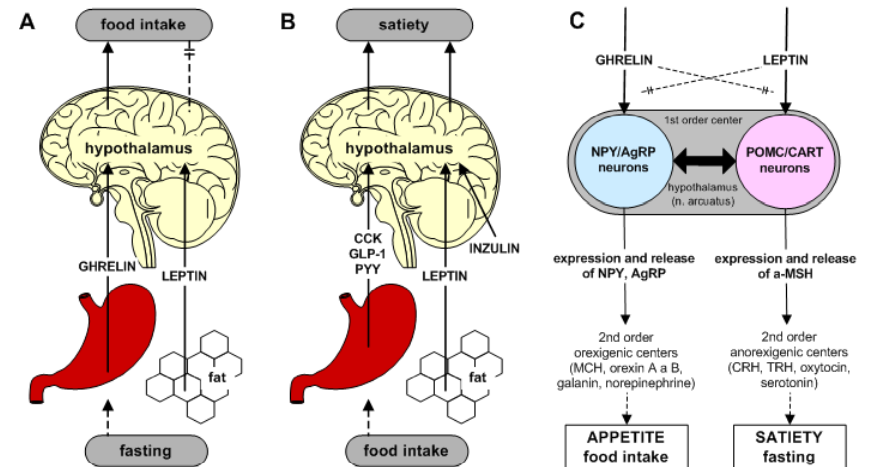 A
food intake
hypothalamus
GHRELIN
LEPTIN
fat
fasting
B
satiety
hypothalamus
CCK
GLP-1
PYY
INZULIN
LEPTIN
fat
food intake
C
GHRELIN
LEPTIN
1st order center
NPY/AgRP
neurons
POMC/CART
neurons
hypothalamus
(n. arcuatus)
expression and release
of NPY, AgRP
expression and release
of a-MSH
2nd order
orexigenic centers
(MCH, orexin A a B,
galanin, norepinephrine)
2nd order
anorexigenic centers
(CRH, TRH, oxytocin,
serotonin)
APPETITE
food intake
SATIETY
fasting